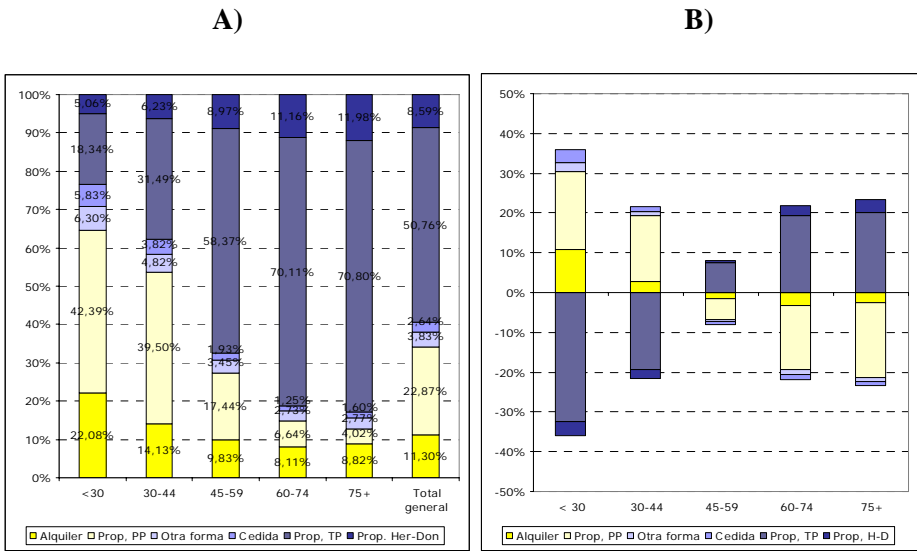 A) B)
100%
90%
80%
70%
60%
50%
40%
30%
20%
10%
0%
5,06% 6,23% 8,97% 11,16% 11,98% 8,59%
18,34% 31,49% 58,37% 70,11% 70,80% 50,76%
5,83% 3,82% 1,93% 1,25% 1,60% 2,64%
6,30% 4,82% 3,45% 2,73% 2,77% 3,83%
42,39% 39,50% 17,44% 6,64% 4,02% 22,87%
22,08% 14,13% 9,83% 8,11% 8,82% 11,30%
<30 30-44 45-59 60-74 75+ Total
general
Alquiler Prop, PP Otra forma Cedida Prop, TP Prop. Her-Don
50%
40%
30%
20%
10%
0%
-10%
-20%
-30%
-40%
-50%
< 30 30-44 45-59 60-74 75+
Alquiler Prop, PP Otra forma Cedida Prop, TP Prop, H-D